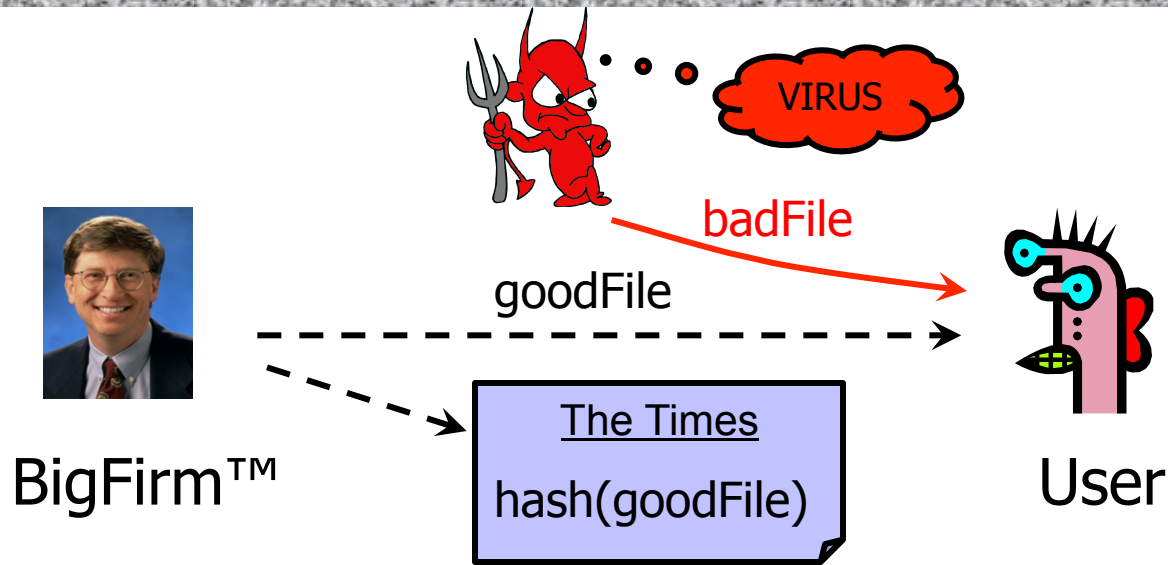 VIRUS
badFile
goodFile
The Times
hash(goodFile)
BigFirm™
User